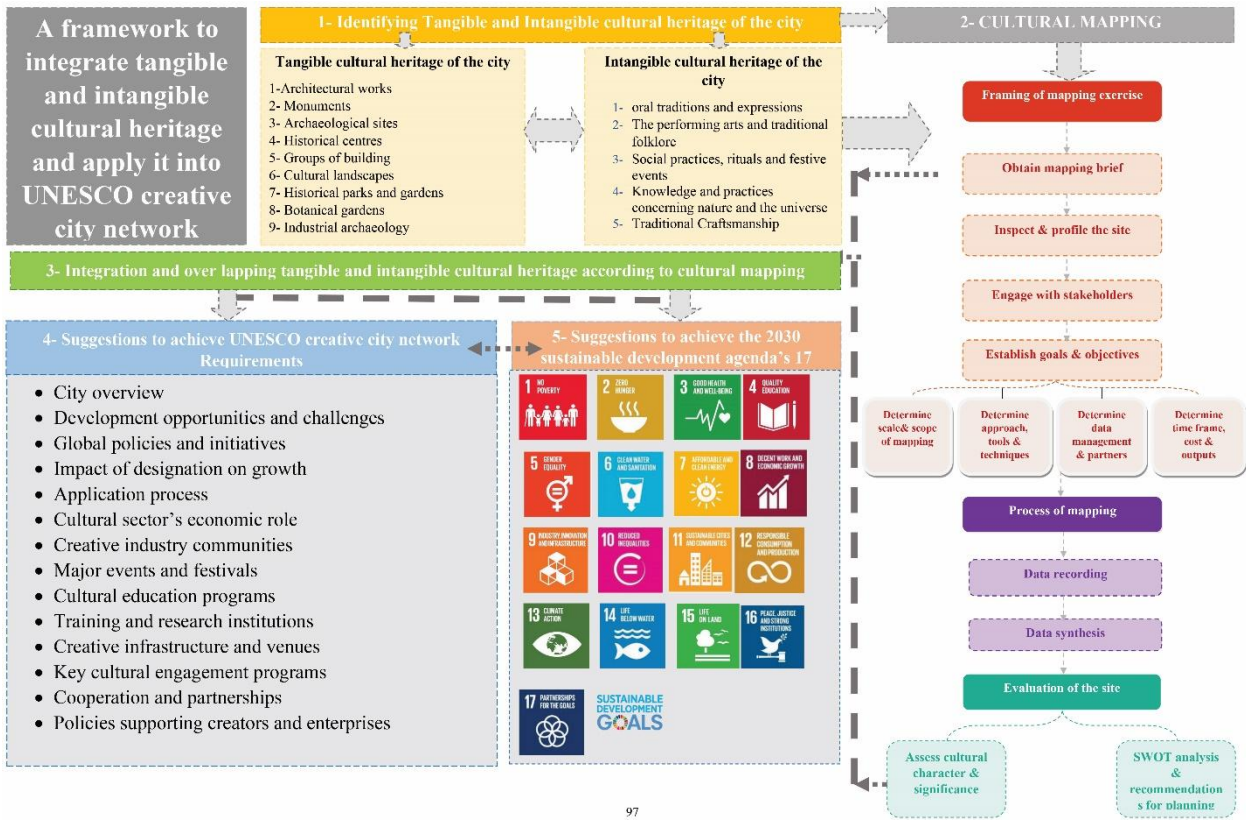 A framework to
integrate tangible
and intangible
cultural heritage
and apply it into
UNESCO creative
city network
1- Identifying Tangible and Intangible cultural heritage of the city
Tangible cultural heritage of the city
1-Architectural works
2- Monuments
3- Archaeological sites
4- Historical centres
5- Groups of building
6- Cultural landscapes
7- Historical parks and gardens
8- Botanical gardens
9- Industrial archaeology
Intangible cultural heritage of the
city
1- oral traditions and expressions
2- The performing arts and traditional
folklore
3- Social practices, rituals and festive
events
4- Knowledge and practices
concerning nature and the universe
5- Traditional Craftsmanship
2- CULTURAL MAPPING
Framing of mapping exercise
Obtain mapping brief
Inspect & profile the site
Engage with stakeholders
Establish goals & objectives
Determine
scale& scope
of mapping
Determine
approach,
tools &
techniques
Determine
data
management
& partners
Determine
time frame,
cost &
outputs
Process of mapping
Data recording
Data synthesis
Evaluation of the site
Assess cultural
character &
significance
SWOT analysis
&
recommendation
s for planning
3- Integration and over lapping tangible and intangible cultural heritage according to cultural mapping
4- Suggestions to achieve UNESCO creative city network
Requirements
• City overview
• Development opportunities and challenges
• Global policies and initiatives
• Impact of designation on growth
• Application process
• Cultural sector's economic role
• Creative industry communities
• Major events and festivals
• Cultural education programs
• Training and research institutions
• Creative infrastructure and venues
• Key cultural engagement programs
• Cooperation and partnerships
• Policies supporting creators and enterprises
5- Suggestions to achieve the 2030
sustainable development agenda's 17
1 NO
POVERTY
2 ZERO
HUNGER
3 GOOD HEALTH
AND WELL-BEING
4 QUALITY
EDUCATION
5 GENDER
EQUALITY
6 CLEAN WATER
AND SANITATION
7 AFFORDABLE AND
CLEAN ENERGY
8 DECENT WORK AND
ECONOMIC GROWTH
9 INDUSTRY, INNOVATION
AND INFRASTRUCTURE
10 REDUCED
INEQUALITIES
11 SUSTAINABLE CITIES
AND COMMUNITIES
12 RESPONSIBLE
CONSUMPTION
AND PRODUCTION
13 CLIMATE
ACTION
14 LIFE
BELOW WATER
15 LIFE
ON LAND
16 PEACE, JUSTICE
AND STRONG
INSTITUTIONS
17 PARTNERSHIPS
FOR THE GOALS
SUSTAINABLE
DEVELOPMENT
GOALS
97